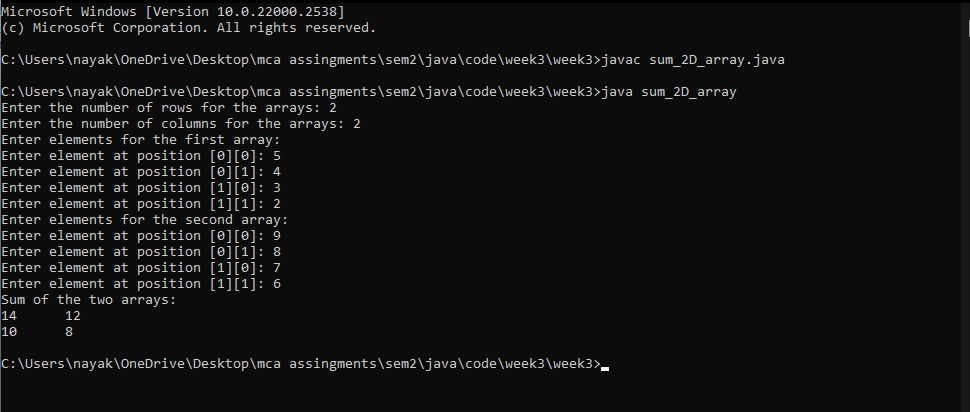 Microsoft Windows [Version 10.0.22000.2538]
(c) Microsoft Corporation. All rights reserved.
C:\Users\nayak\OneDrive\Desktop\mca assingments\sem2\java\code\week3\week3>javac sum_2D_array.java
C:\Users\nayak\OneDrive\Desktop\mca assingments\sem2\java\code\week3\week3>java sum_2D_array
Enter the number of rows for the arrays: 2
Enter the number of columns for the arrays: 2
Enter elements for the first array:
Enter element at position [0][0]: 5
Enter element at position [0][1]: 4
Enter element at position [1][0]: 3
Enter element at position [1][1]: 2
Enter elements for the second array:
Enter element at position [0][0]: 9
Enter element at position [0][1]: 8
Enter element at position [1][0]: 7
Enter element at position [1][1]: 6
Sum of the two arrays:
14      12
10      8
C:\Users\nayak\OneDrive\Desktop\mca assingments\sem2\java\code\week3\week3>